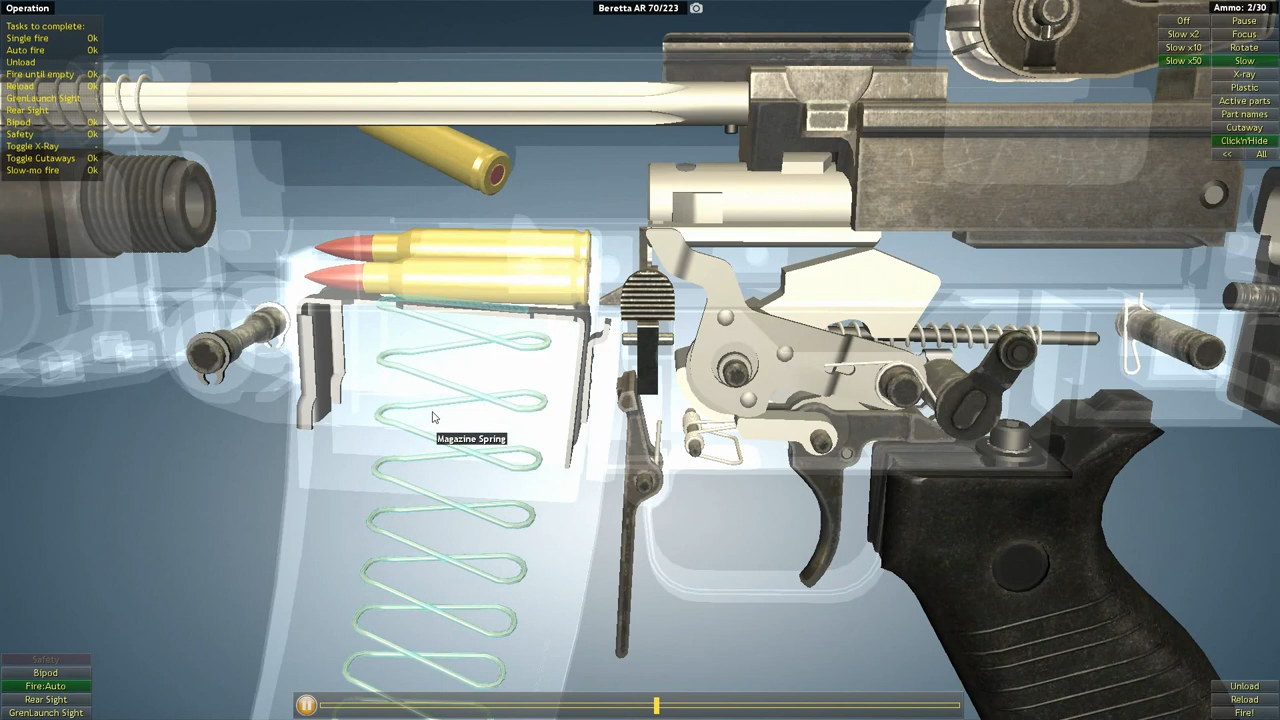 Operation
Tasks to complete:
Single fire Ok
Auto fire Ok
Unload -
Fire until empty Ok
Reload Ok
GrenLaunch Sight -
Rear Sight -
Bipod Ok
Safety Ok
Toggle X-Ray -
Toggle Cutaways Ok
Slow-mo fire Ok
Beretta AR 70/223
Ammo: 2/30
Off Pause
Slow x2 Focus
Slow x10 Rotate
Slow x50 Slow
X-ray
Plastic
Active parts
Part names
Cutaway
Click'n'Hide
<< All
Magazine Spring
Safety
Bipod
Fire:Auto
Rear Sight
GrenLaunch Sight
Unload
Reload
Fire!